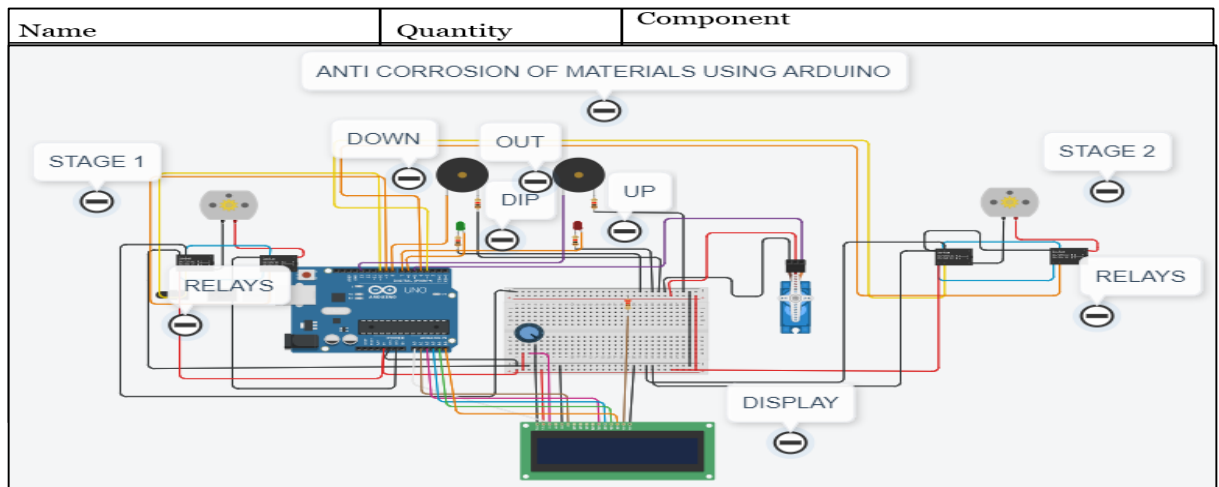 Name Quantity Component
ANTI CORROSION OF MATERIALS USING ARDUINO
DOWN OUT
STAGE 1 STAGE 2
DIP UP
RELAYS RELAYS
UNO
DISPLAY